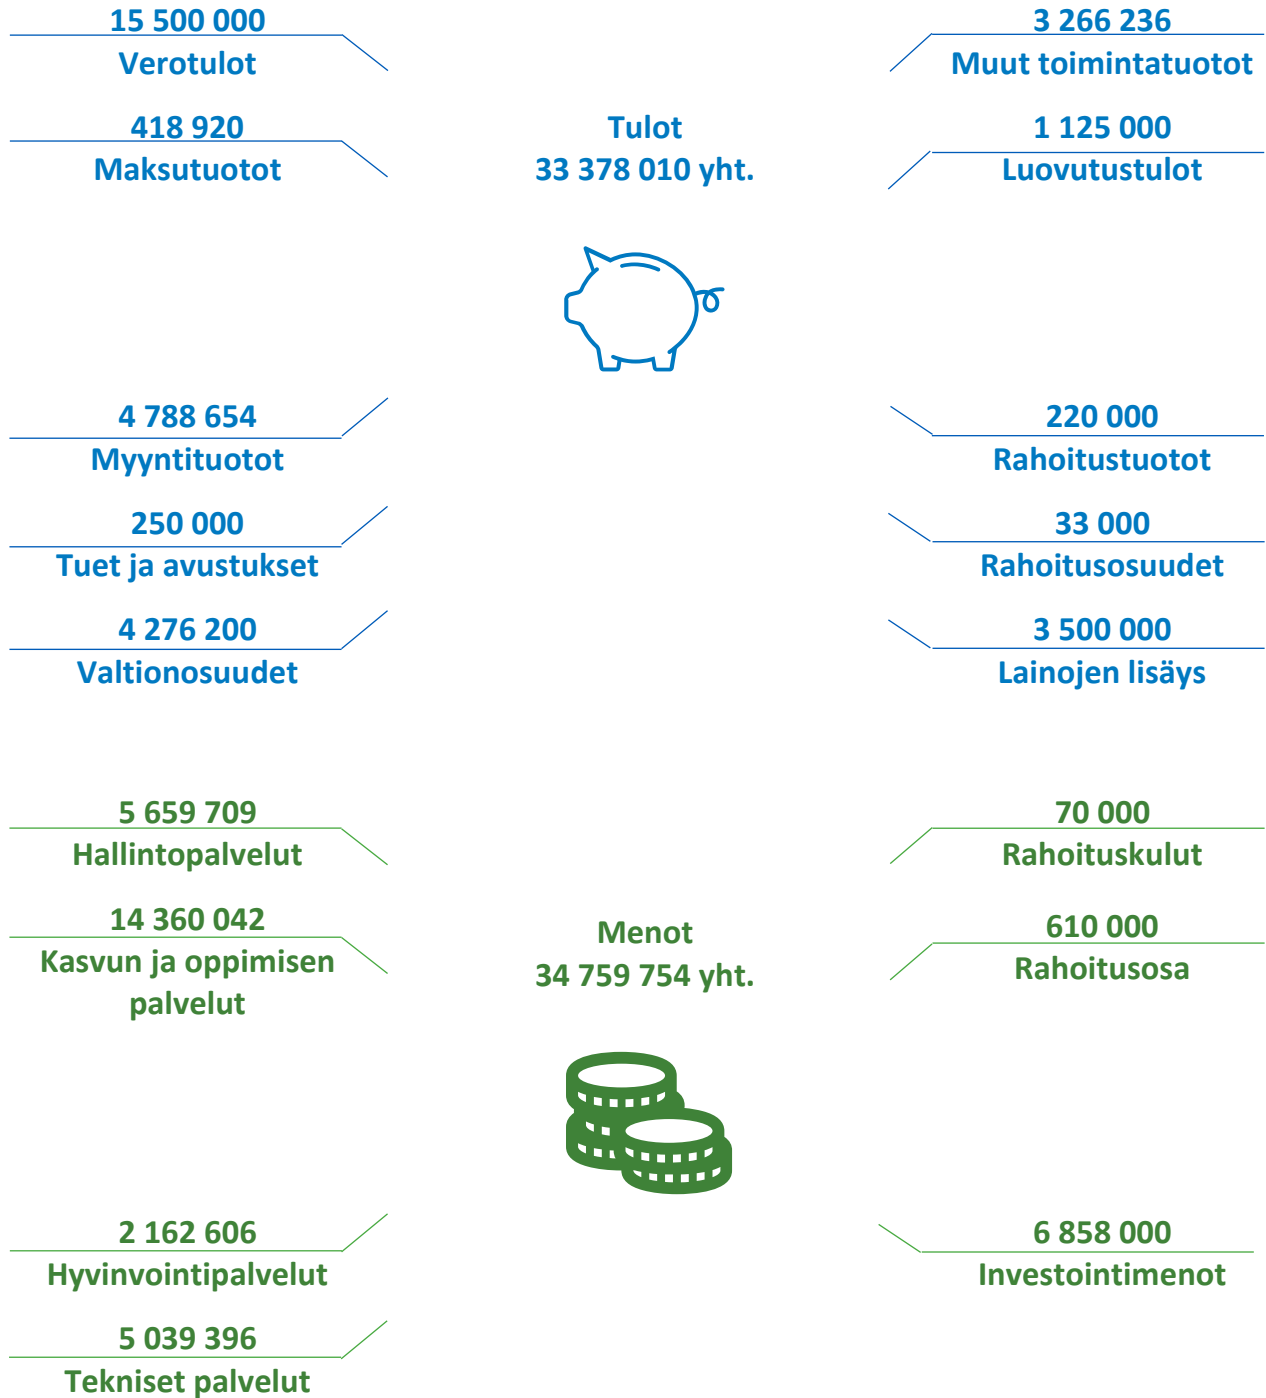 15 500 000
Verotulot
418 920
Maksutuotot
Tulot
33 378 010 yht.
3 266 236
Muut toimintatuotot
1 125 000
Luovutustulot
4 788 654
Myyntituotot
250 000
Tuet ja avustukset
4 276 200
Valtionosuudet
220 000
Rahoitustuotot
33 000
Rahoitusosuudet
3 500 000
Lainojen lisäys
5 659 709
Hallintopalvelut
14 360 042
Kasvun ja oppimisen
palvelut
Menot
34 759 754 yht.
70 000
Rahoituskulut
610 000
Rahoitusosa
2 162 606
Hyvinvointipalvelut
5 039 396
Tekniset palvelut
6 858 000
Investointimenot